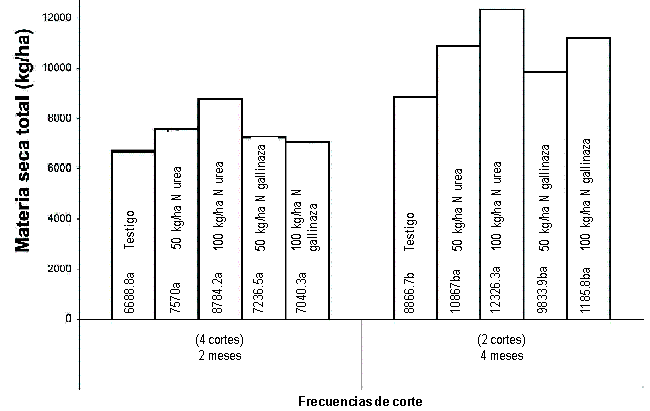 Materia seca total (kg/ha)
12000
10000
8000
6000
4000
2000
0
6688.8a Testigo
7570a 50 kg/ha N urea
8784.2a 100 kg/ha N urea
7236.5a 50 kg/ha N gallinaza
7040.3a 100 kg/ha N
gallinaza
8866.7b Testigo
10867ba 50 kg/ha N urea
12326.3a 100 kg/ha N urea
9833.9ba 50 kg/ha N gallinaza
1185.8ba 100 kg/ha N gallinaza
(4 cortes)
2 meses
(2 cortes)
4 meses
Frecuencias de corte